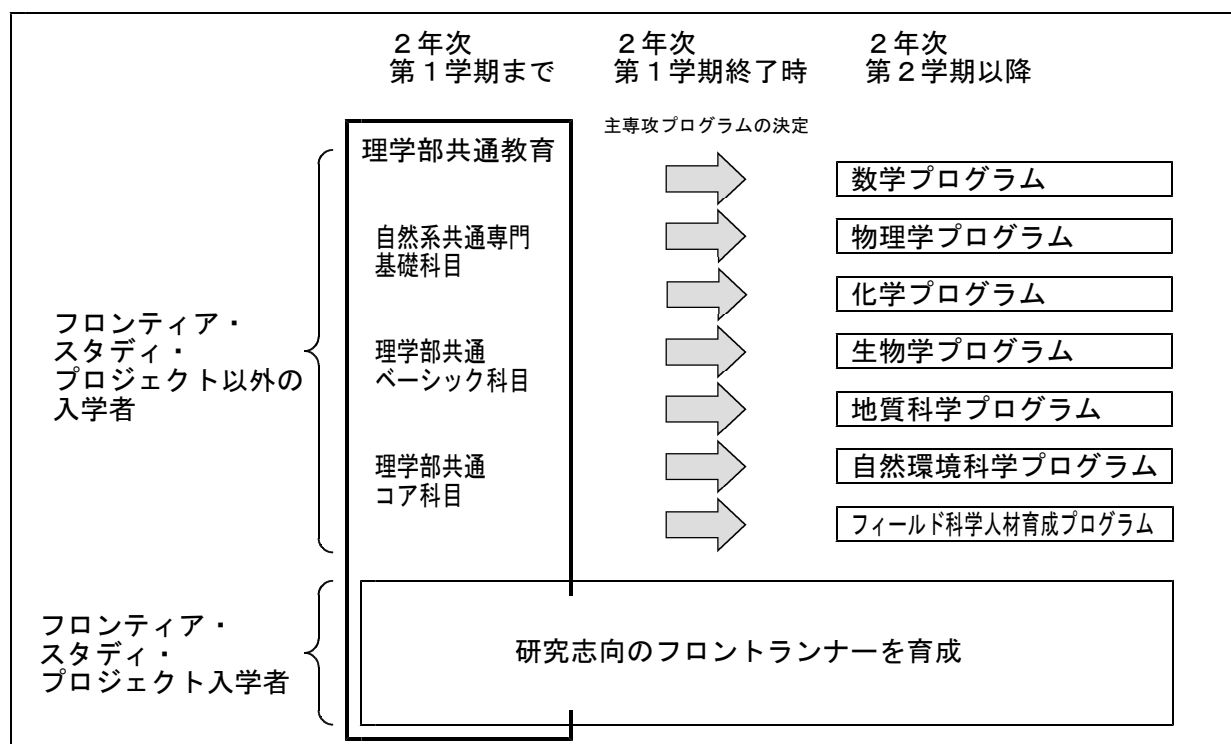 ２年次
第１学期まで
２年次
第１学期終了時
２年次
第２学期以降
主専攻プログラムの決定
理学部共通教育
自然系共通専門
基礎科目
理学部共通
ベーシック科目
理学部共通
コア科目
フロンティア・
スタディ・
プロジェクト以外の
入学者
数学プログラム
物理学プログラム
化学プログラム
生物学プログラム
地質科学プログラム
自然環境科学プログラム
フィールド科学人材育成プログラム
フロンティア・
スタディ・
プロジェクト入学者
研究志向のフロントランナーを育成